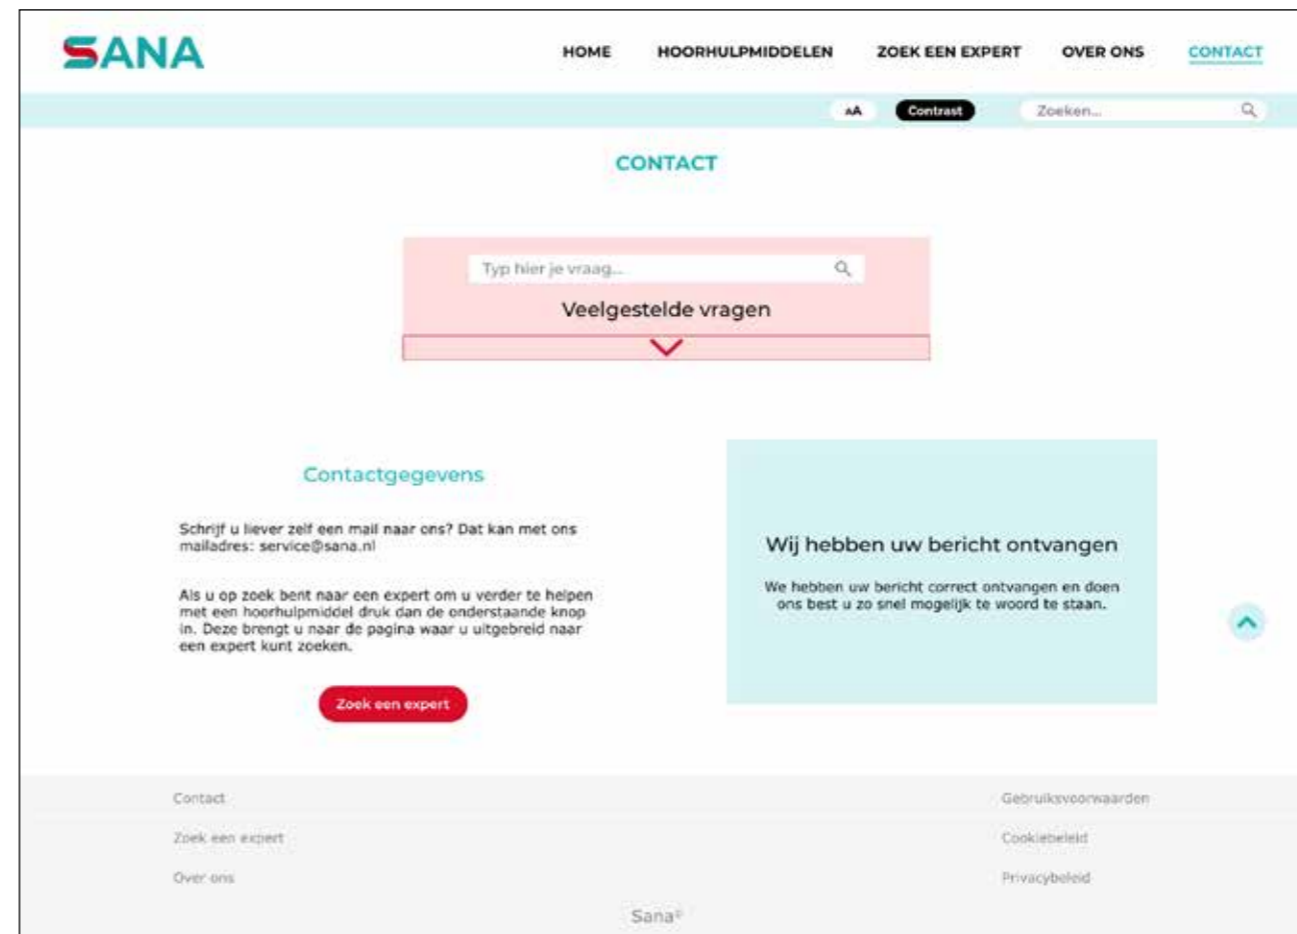 SANA
HOME HOORHULPMIDDELEN ZOEK EEN EXPERT OVER ONS CONTACT
AA Contrast Zoeken...
CONTACT
Typ hier je vraag...
Veelgestelde vragen
Contactgegevens
Schrijf u liever zelf een mail naar ons? Dat kan met ons
mailadres: service@sana.nl
Als u op zoek bent naar een expert om u verder te helpen
met een hoorhulpmiddel druk dan de onderstaande knop
in. Deze brengt u naar de pagina waar u uitgebreid naar
een expert kunt zoeken.
Zoek een expert
Wij hebben uw bericht ontvangen
We hebben uw bericht correct ontvangen en doen
ons best u zo snel mogelijk te woord te staan.
Contact
Zoek een expert
Over ons
Gebruiksvoorwaarden
Cookiebeleid
Privacybeleid
Sana©